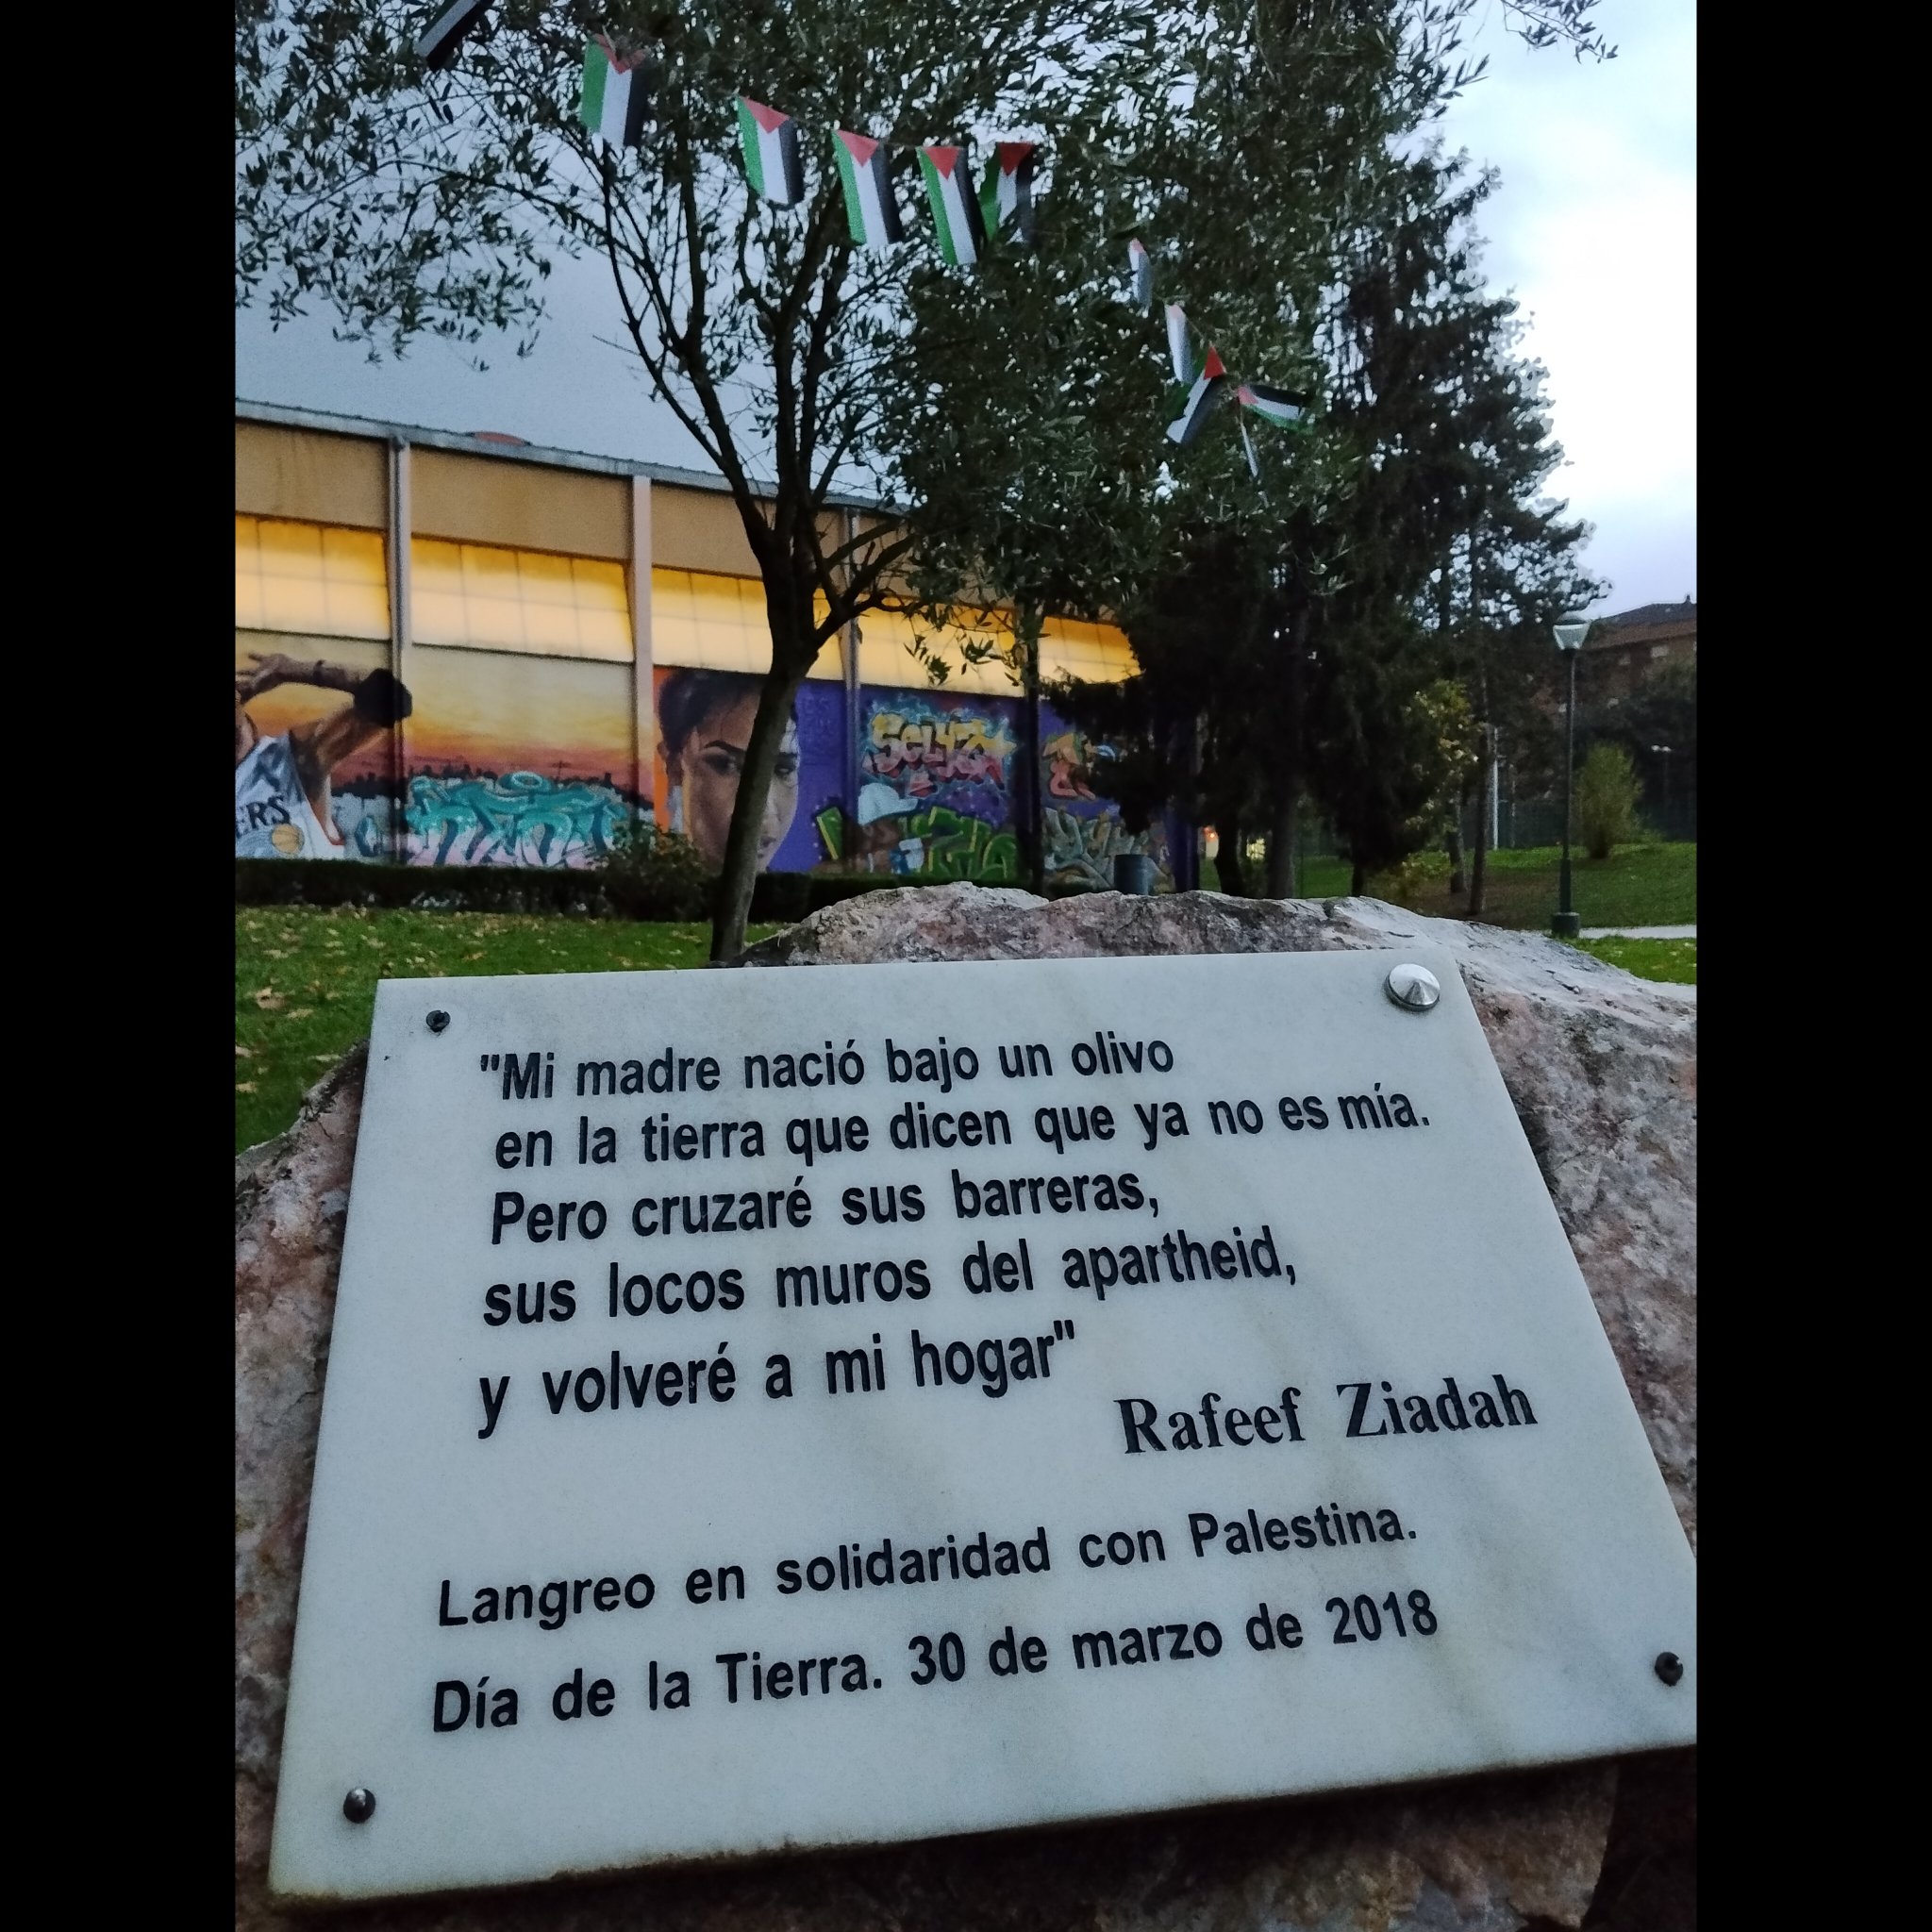 ERS
SELYZA
"Mi madre nació bajo un olivo
en la tierra que dicen que ya no es mía.
Pero cruzaré sus barreras,
sus locos muros del apartheid,
y volveré a mi hogar"
Rafeef Ziadah
Langreo en solidaridad con Palestina.
Día de la Tierra. 30 de marzo de 2018